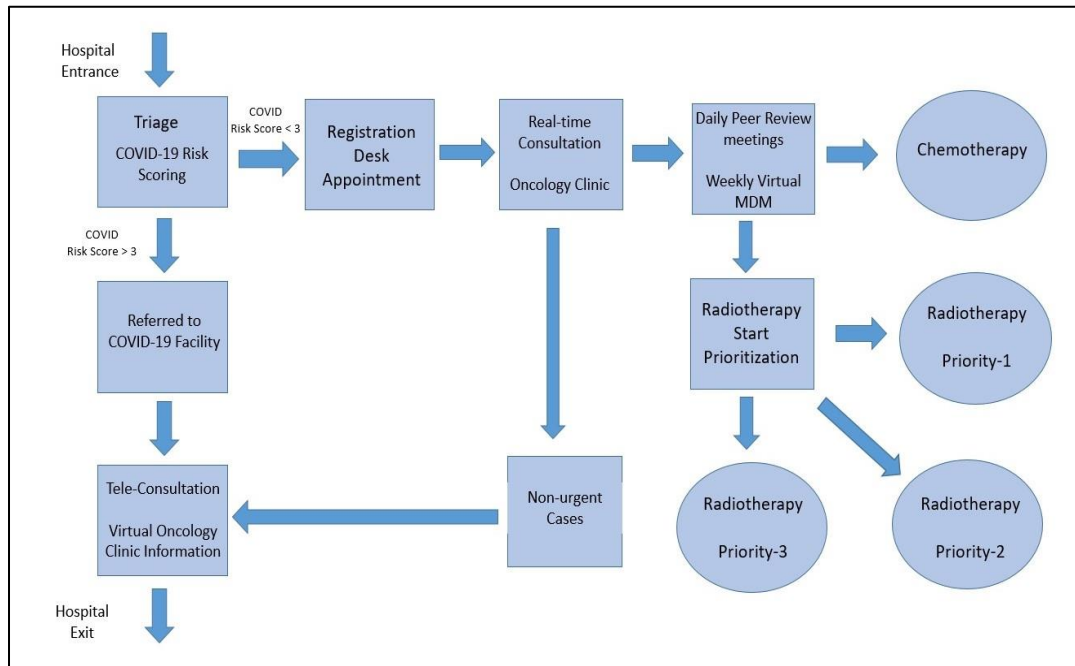 Hospital
Entrance
Triage
COVID-19 Risk
Scoring
COVID
Risk Score < 3
Registration
Desk
Appointment
Real-time
Consultation
Oncology Clinic
Daily Peer Review
meetings
Weekly Virtual
MDM
Chemotherapy
COVID
Risk Score > 3
Referred to
COVID-19 Facility
Radiotherapy
Start
Prioritization
Radiotherapy
Priority-1
Tele-Consultation
Virtual Oncology
Clinic Information
Non-urgent
Cases
Radiotherapy
Priority-3
Radiotherapy
Priority-2
Hospital
Exit